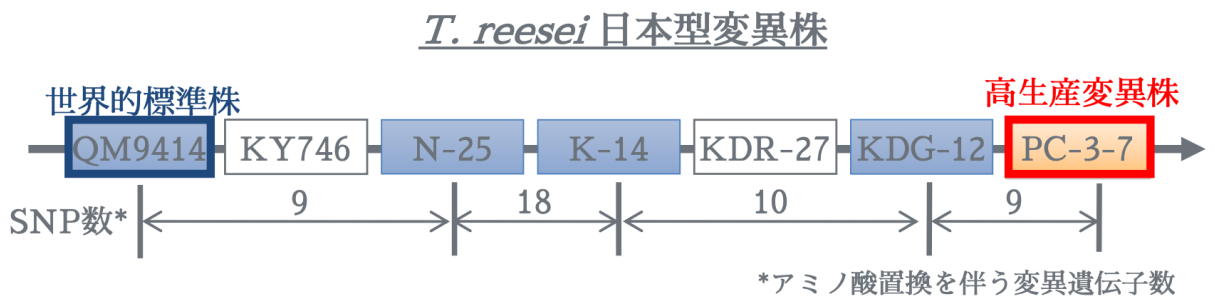 T. reesei 日本型変異株
世界的標準株
高生産変異株
QM9414 KY746 N-25 K-14 KDR-27 KDG-12 PC-3-7
SNP数* 9 18 10 9
*アミノ酸置換を伴う変異遺伝子数